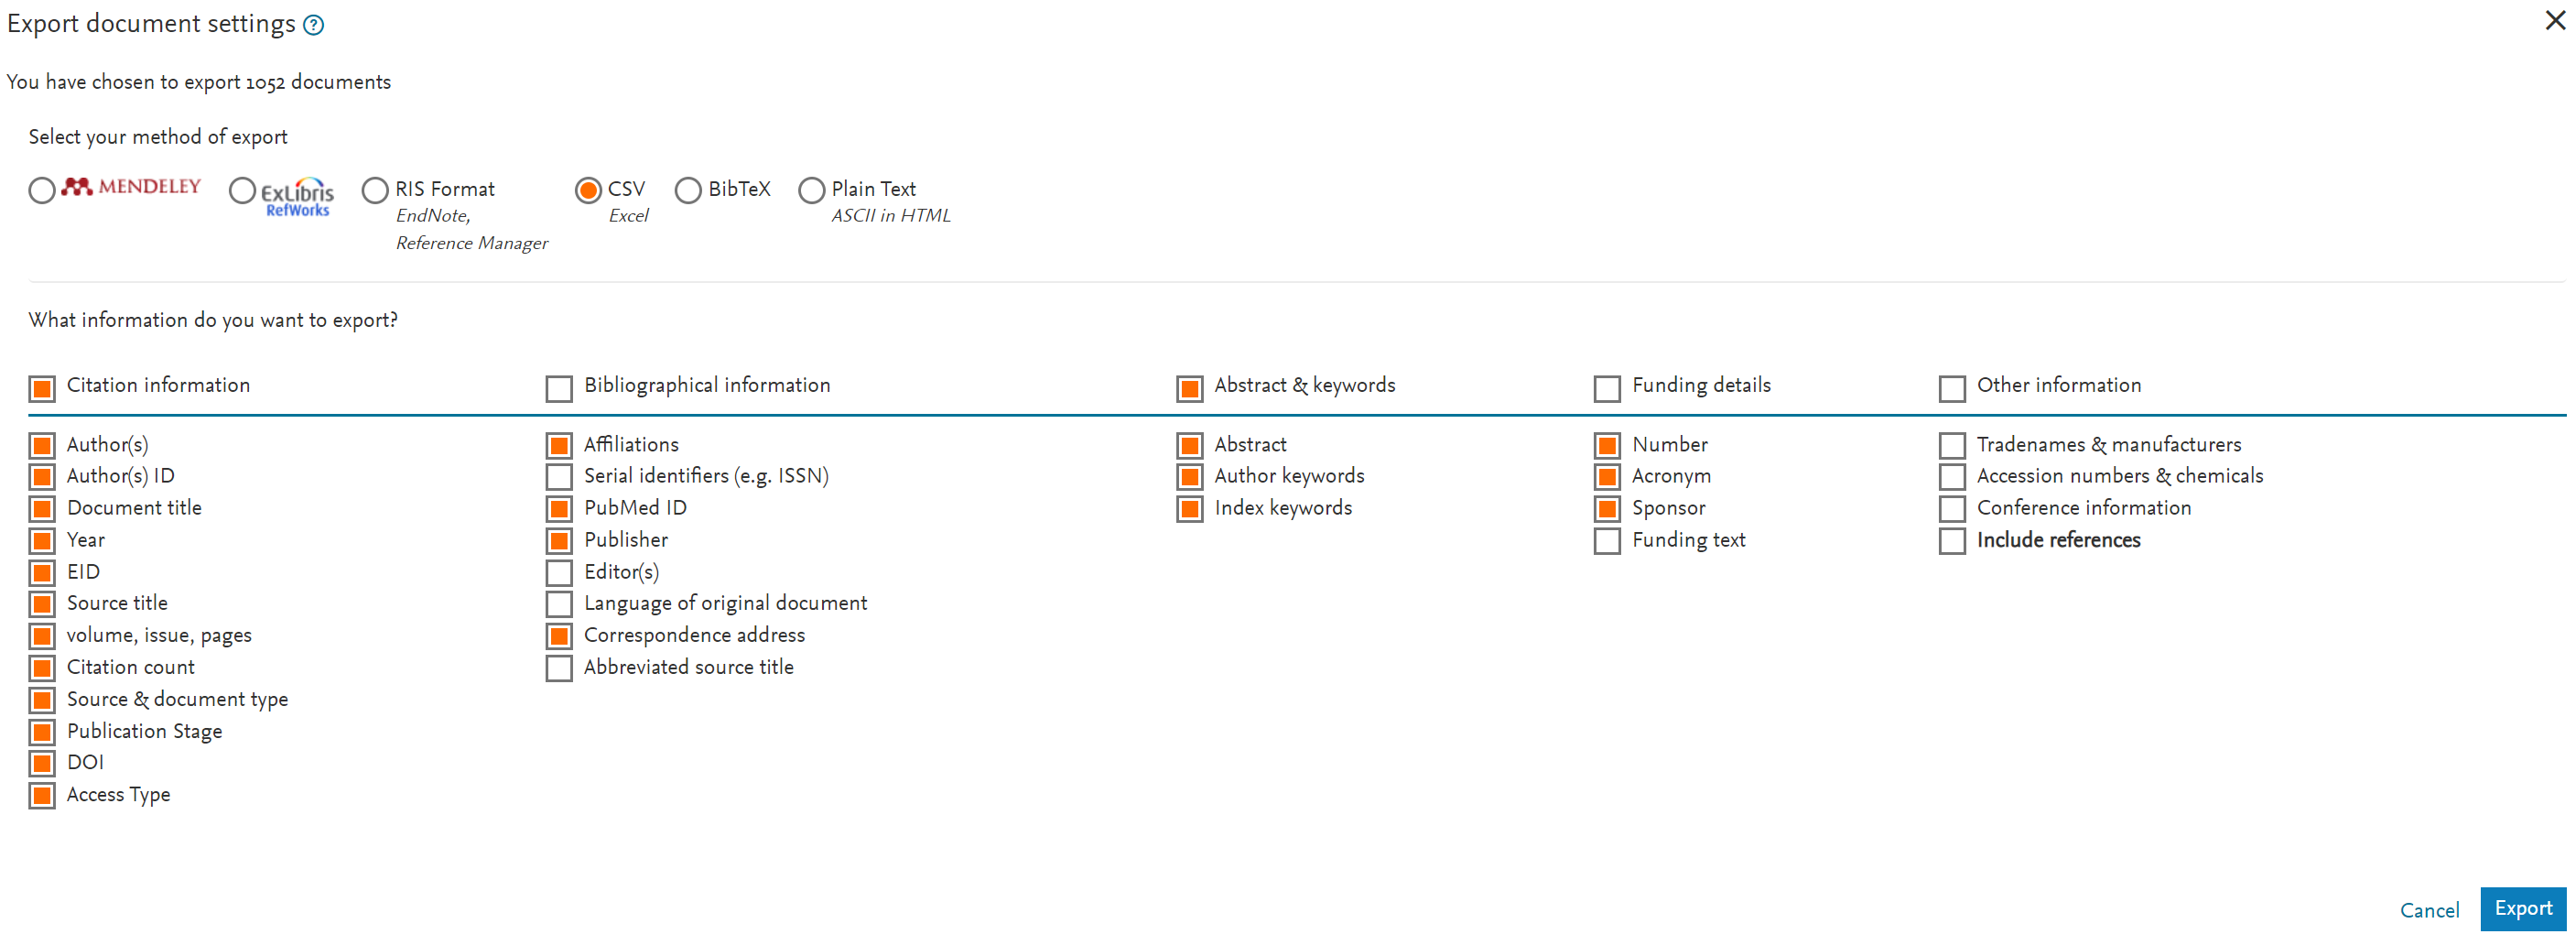 Export document settings ?
You have chosen to export 1052 documents
Select your method of export
MENDELEY
ExLibris
RefWorks
RIS Format
EndNote,
Reference Manager
CSV
Excel
BibTeX
Plain Text
ASCII in HTML
What information do you want to export?
Citation information
Author(s)
Author(s) ID
Document title
Year
EID
Source title
volume, issue, pages
Citation count
Source & document type
Publication Stage
DOI
Access Type
Bibliographical information
Affiliations
Serial identifiers (e.g. ISSN)
PubMed ID
Publisher
Editor(s)
Language of original document
Correspondence address
Abbreviated source title
Abstract & keywords
Abstract
Author keywords
Index keywords
Funding details
Number
Acronym
Sponsor
Funding text
Other information
Tradenames & manufacturers
Accession numbers & chemicals
Conference information
Include references
Cancel
Export